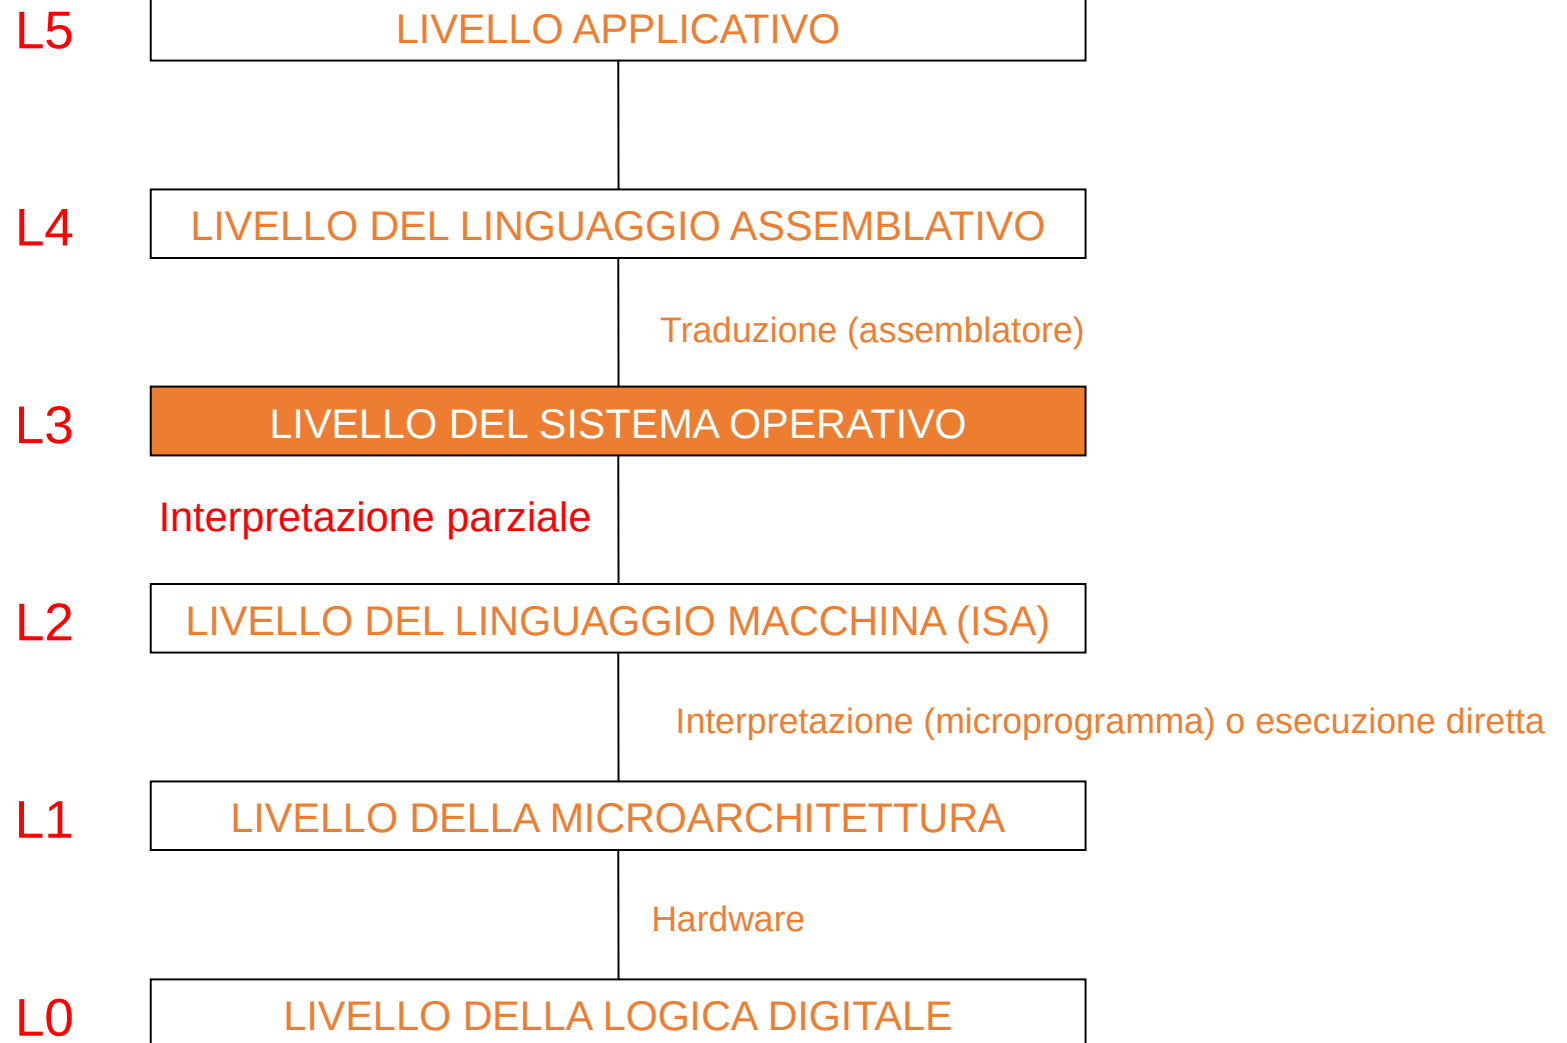 L5
LIVELLO APPLICATIVO
L4
LIVELLO DEL LINGUAGGIO ASSEMBLATIVO
Traduzione (assemblatore)
L3
LIVELLO DEL SISTEMA OPERATIVO
Interpretazione parziale
L2
LIVELLO DEL LINGUAGGIO MACCHINA (ISA)
Interpretazione (microprogramma) o esecuzione diretta
L1
LIVELLO DELLA MICROARCHITETTURA
Hardware
L0
LIVELLO DELLA LOGICA DIGITALE